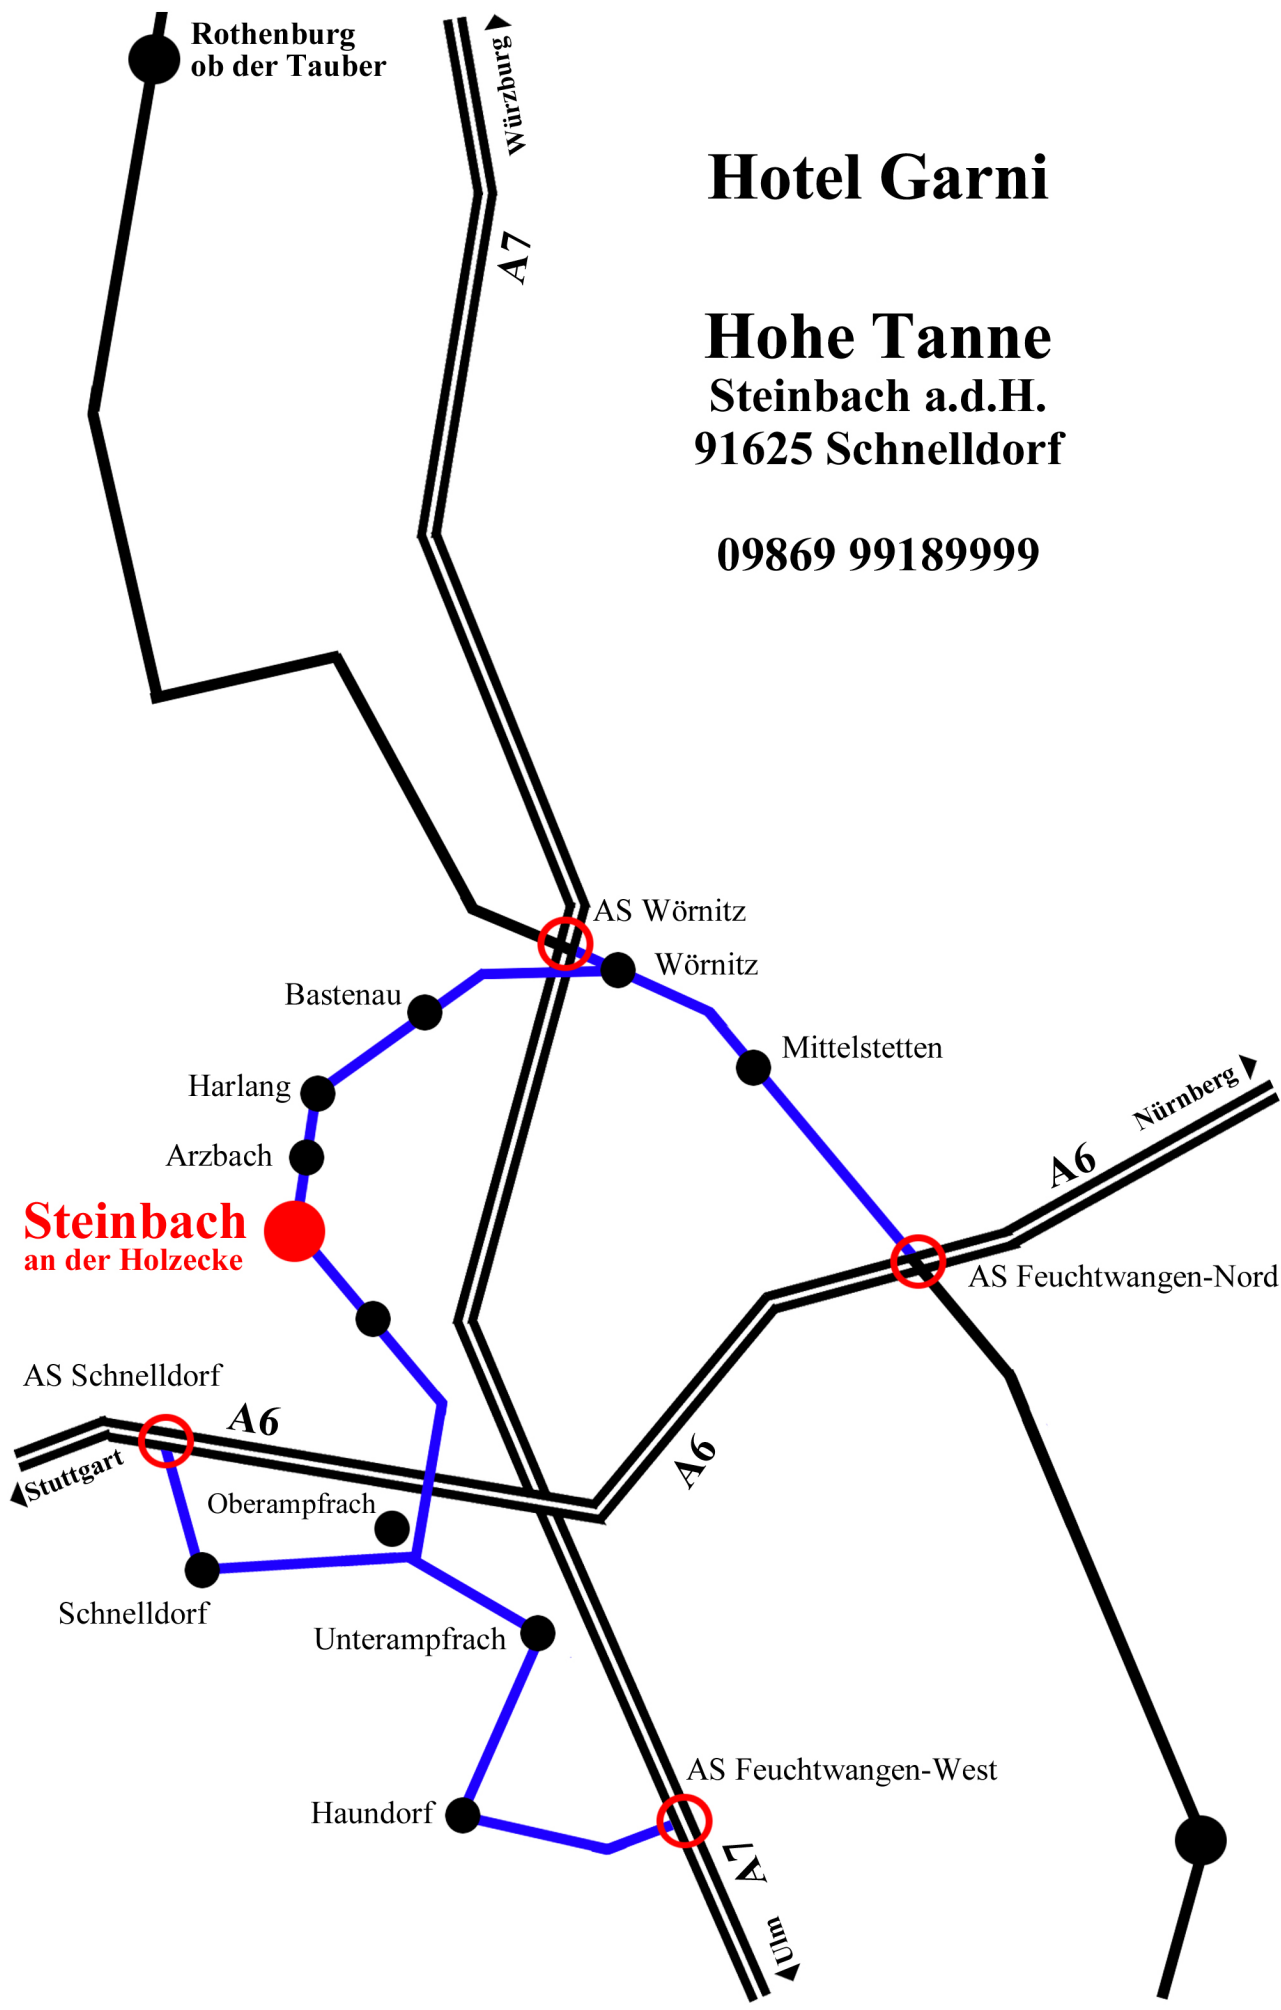 Rothenburg
ob der Tauber
Würzburg
A7
Hotel Garni
Hohe Tanne
Steinbach a.d.H.
91625 Schnelldorf
09869 99189999
AS Wörnitz
Wörnitz
Bastenau
Mittelstetten
Harlang
Nürnberg
A6
Arzbach
Steinbach
an der Holzecke
AS Feuchtwangen-Nord
AS Schnelldorf
A6
A6
Stuttgart
Oberampfrach
Schnelldorf
Unterampfrach
AS Feuchtwangen-West
Haundorf
A7
Ulm